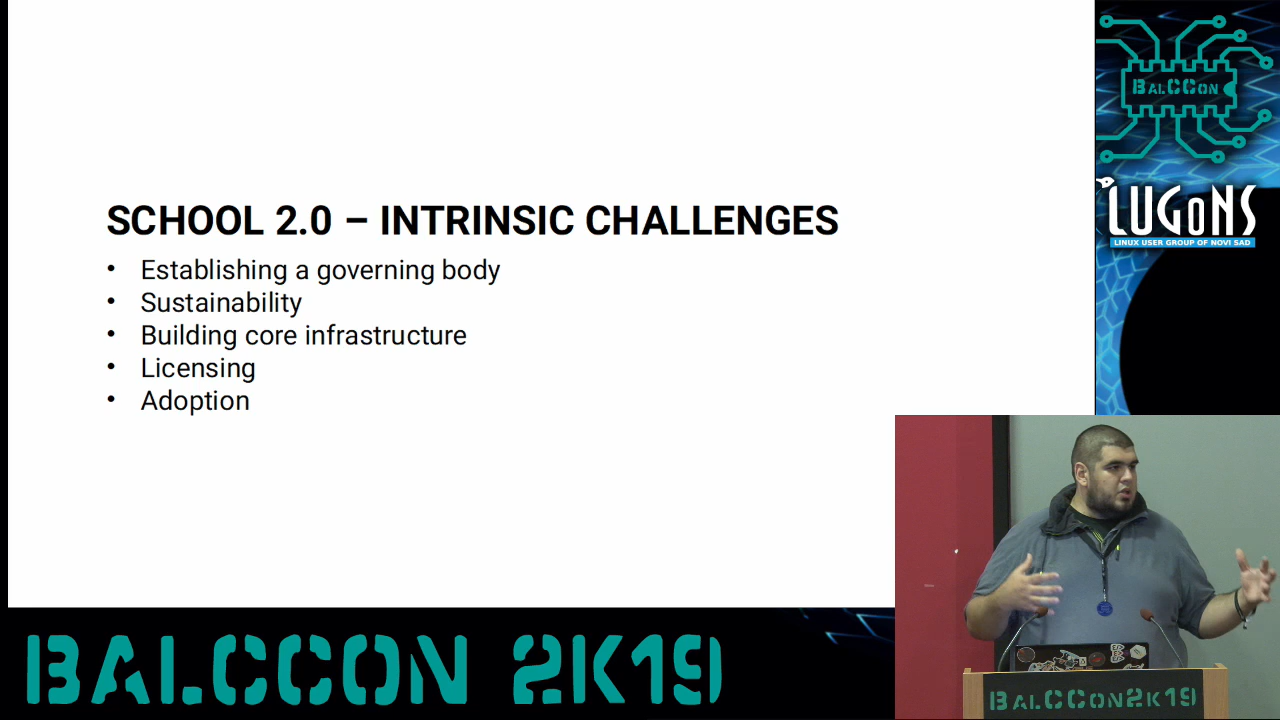 SCHOOL 2.0 – INTRINSIC CHALLENGES
• Establishing a governing body
• Sustainability
• Building core infrastructure
• Licensing
• Adoption
BALCCON
LUGONS
LINUX USER GROUP OF NOVI SAD
BALCCON2K19
BALCCON 2K19